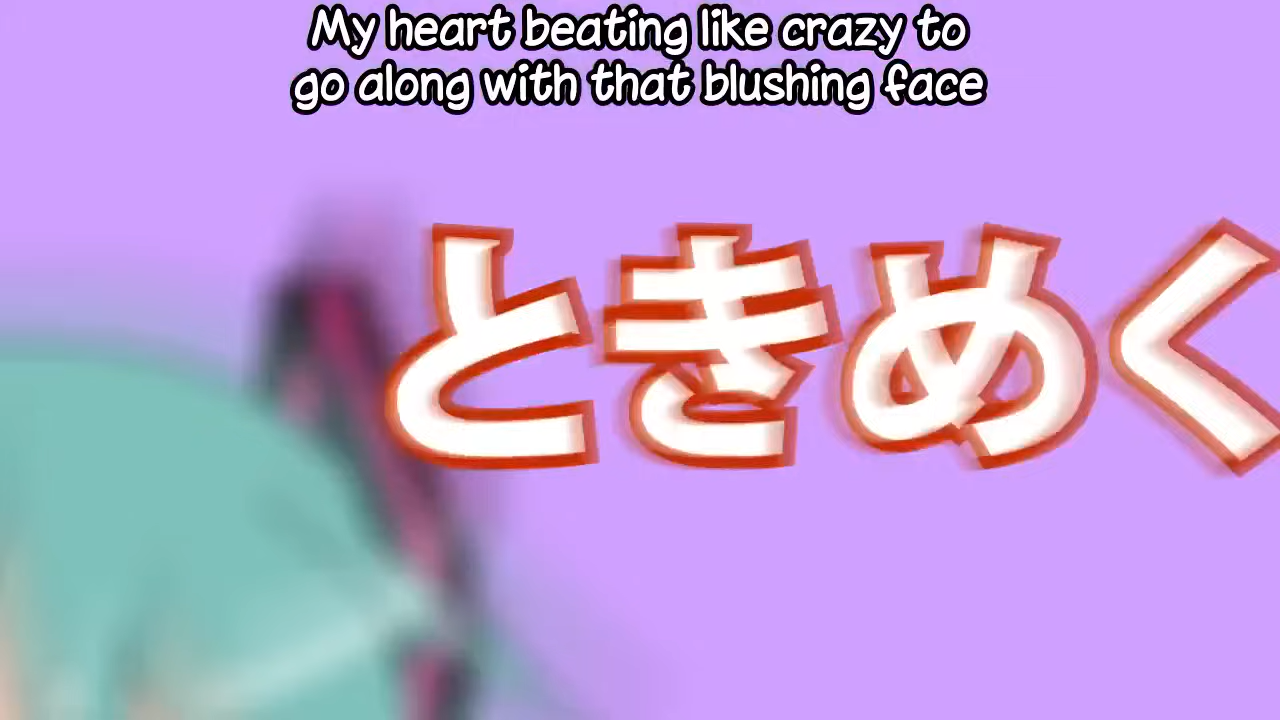 My heart beating like crazy to
go along with that blushing face
ときめく